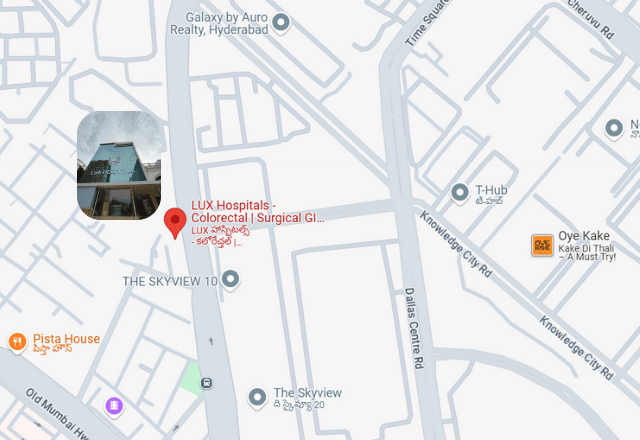 Galaxy by Auro
Realty, Hyderabad
Time Square
Cheruvu Rd
LUX Hospitals -
Colorectal | Surgical GI...
LUX హాస్పిటల్స్
- కలోరేచ్తల్ |...
T-Hub
టి-హబ్
Oye Kake
Kake Di Thali
– A Must Try!
Knowledge City Rd
THE SKYVIEW 10
Dallas Centre Rd
Knowledge City Rd
Pista House
పిస్తా హౌస్
The Skyview
ది స్కైవ్యూ 20
Old Mumbai Hwy